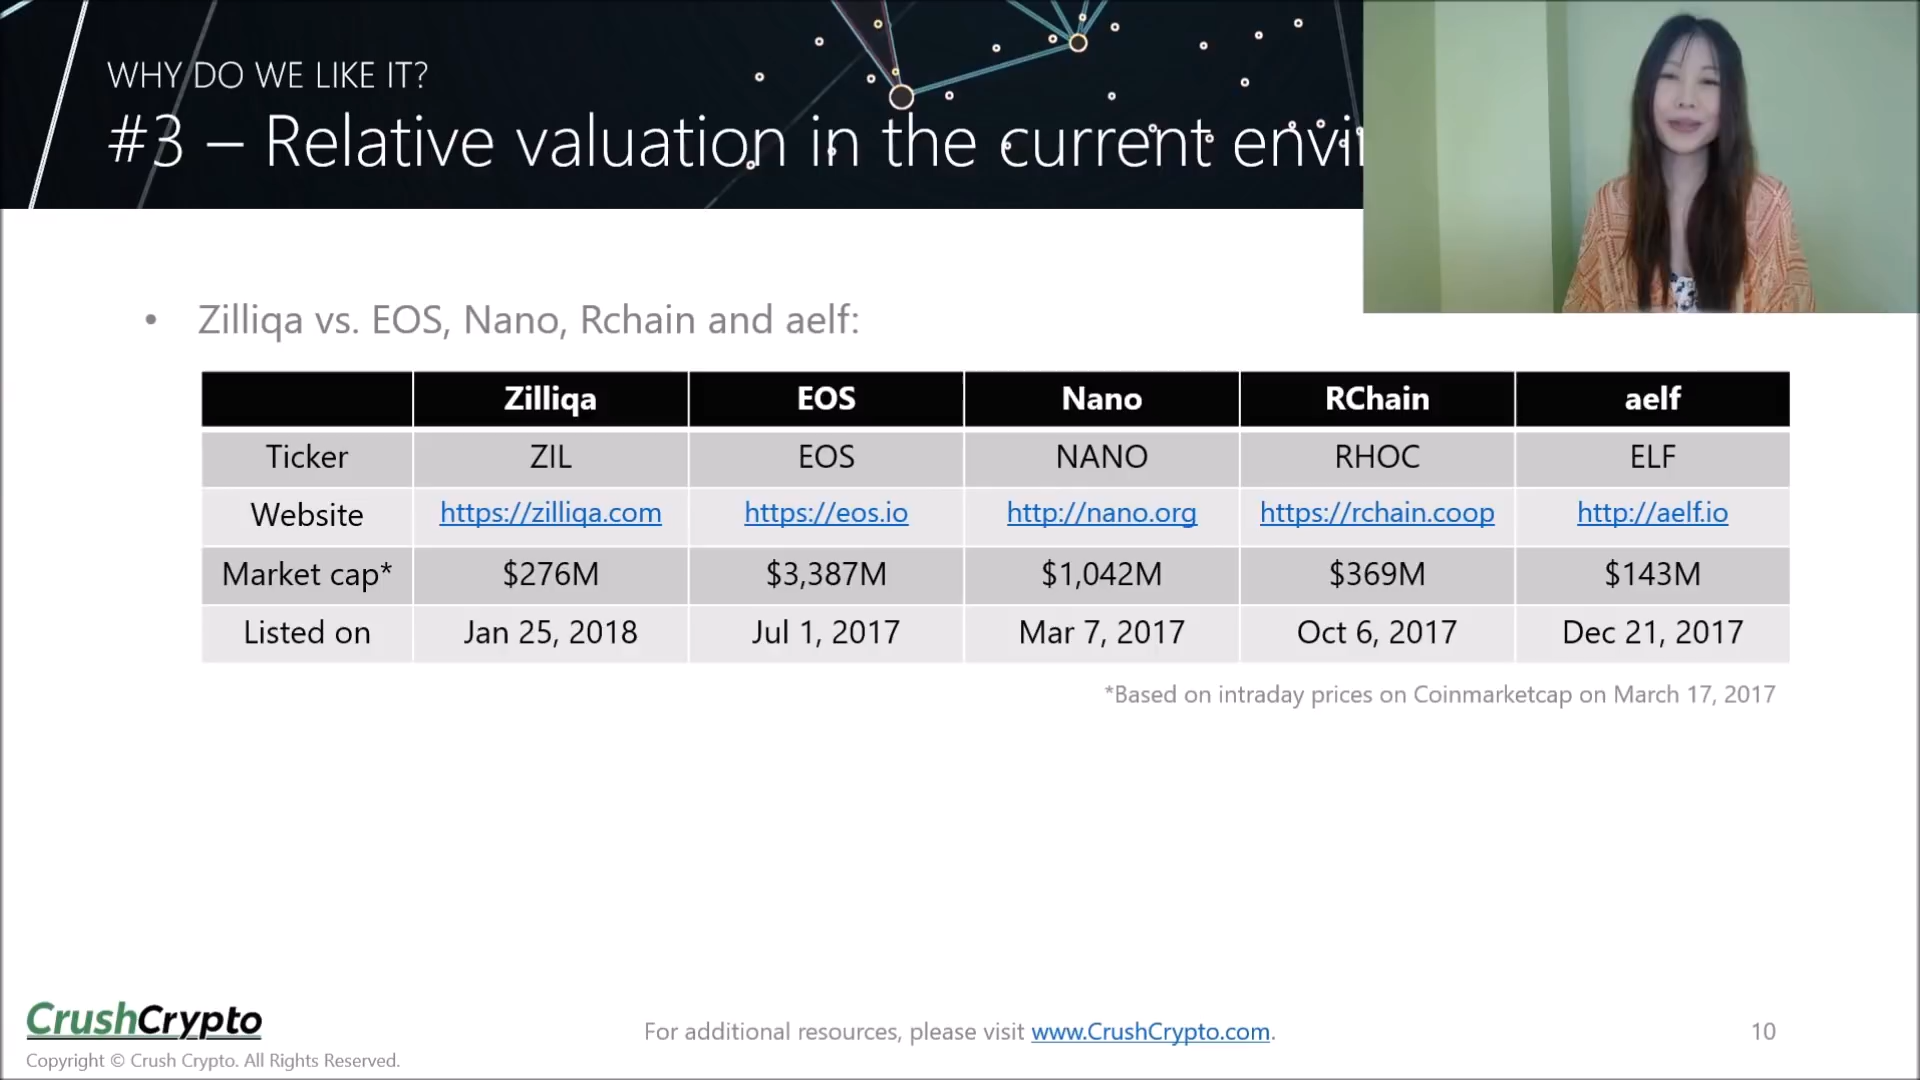 WHY DO WE LIKE IT?
#3 – Relative valuation in the current
• Zilliqa vs. EOS, Nano, Rchain and aelf:
Zilliqa EOS Nano RChain aelf
Ticker ZIL EOS NANO RHOC ELF
Website https://zilliqa.com https://eos.io http://nano.org https://rchain.coop http://aelf.io
Market cap* $276M $3,387M $1,042M $369M $143M
Listed on Jan 25, 2018 Jul 1, 2017 Mar 7, 2017 Oct 6, 2017 Dec 21, 2017
*Based on intraday prices on Coinmarketcap on March 17, 2017
CrushCrypto
Copyright © Crush Crypto. All Rights Reserved.
For additional resources, please visit www.CrushCrypto.com.
10